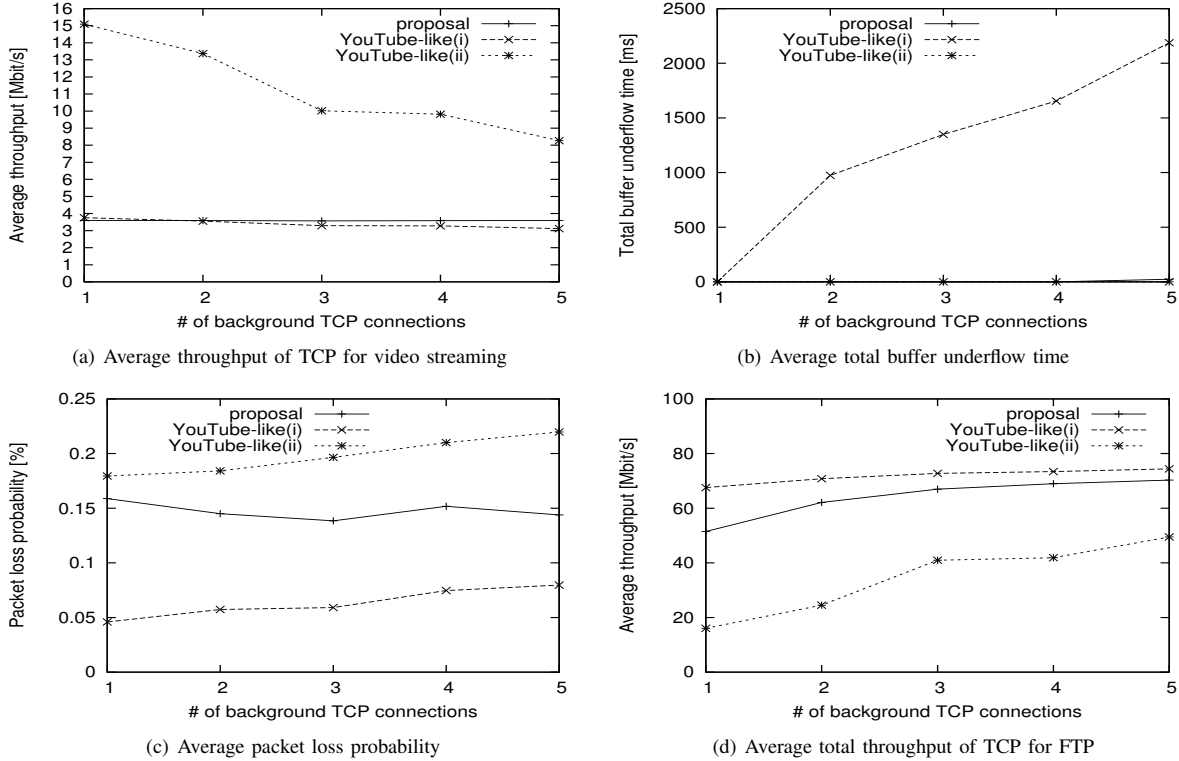 16
15
14
13
12
11
10
9
8
7
6
5
4
3
2
1
0
1 2 3 4 5
Average throughput [Mbit/s]
# of background TCP connections
proposal
YouTube-like(i)
YouTube-like(ii)
(a) Average throughput of TCP for video streaming
2500
2000
1500
1000
500
0
1 2 3 4 5
Total buffer underflow time [ms]
# of background TCP connections
proposal
YouTube-like(i)
YouTube-like(ii)
(b) Average total buffer underflow time
0.25
0.2
0.15
0.1
0.05
0
1 2 3 4 5
Packet loss probability [%]
# of background TCP connections
proposal
YouTube-like(i)
YouTube-like(ii)
(c) Average packet loss probability
100
80
60
40
20
0
1 2 3 4 5
Average throughput [Mbit/s]
# of background TCP connections
proposal
YouTube-like(i)
YouTube-like(ii)
(d) Average total throughput of TCP for FTP